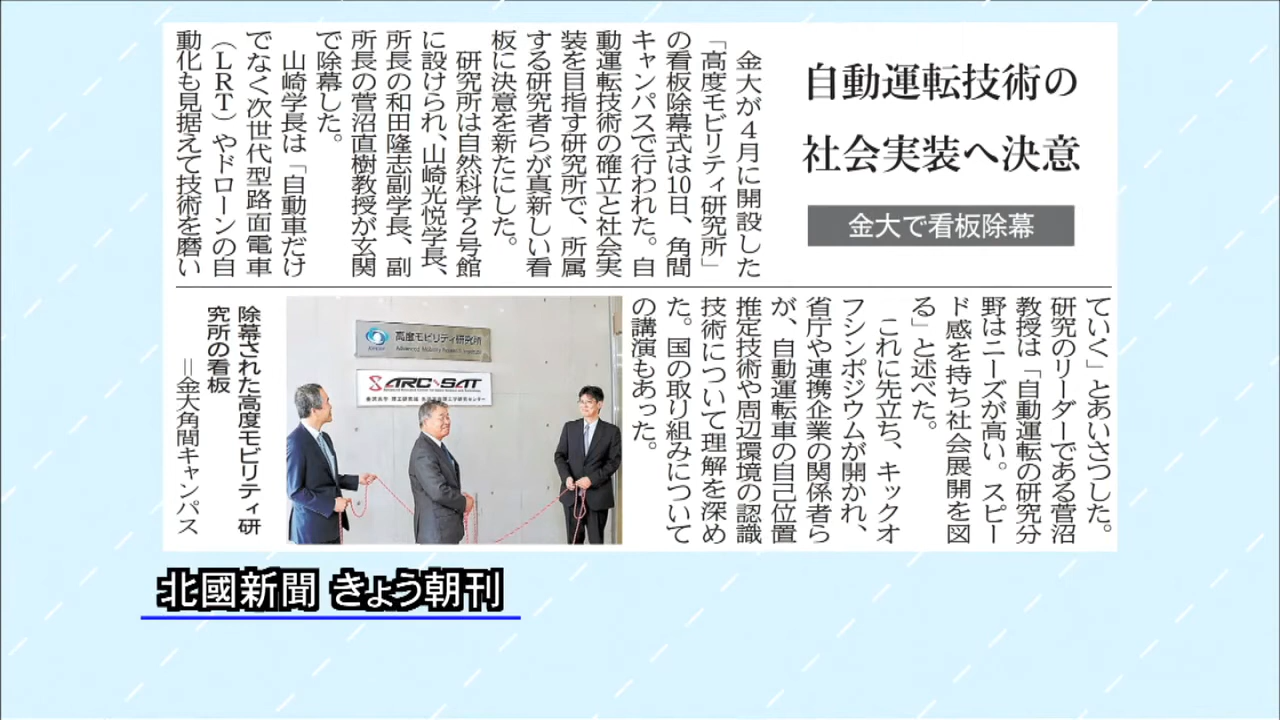 自動運転技術の
社会実装へ決意
金大で看板除幕
金大が4月に開設した
「高度モビリティ研究所」
の看板除幕式は10日、角間
キャンパスで行われた。自
動運転技術の確立と社会実
装を目指す研究所で、所属
する研究者らが真新しい看
板に決意を新たにした。
研究所は自然科学2号館
に設けられ、山崎光悦学長、
所長の和田隆志副学長、副
所長の菅沼直樹教授が玄関
で除幕した。
山崎学長は「自動車だけ
でなく次世代型路面電車
(LRT)やドローンの自
動化も見据えて技術を磨い
ていく」とあいさつした。
研究のリーダーである菅沼
教授は「自動運転の研究分
野はニーズが高い。スピー
ド感を持ち社会展開を図
る」と述べた。
これに先立ち、キックオ
フシンポジウムが開かれ、
省庁や連携企業の関係者ら
が、自動運転車の自己位置
推定技術や周辺環境の認識
技術について理解を深め
た。国の取り組みについて
の講演もあった。
高度モビリティ研究所
Advanced Mobility Research Institute
ARC-SAT
除幕された高度モビリティ研
究所の看板
=金大角間キャンパス
北國新聞 きょう朝刊